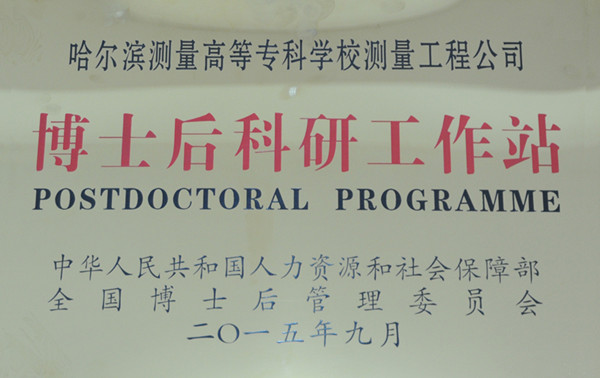 哈尔滨测量高等专科学校测量工程公司
博士后科研工作站
POSTDOCTORAL PROGRAMME
中华人民共和国人力资源和社会保障部
全国博士后管理委员会
二〇一五年九月